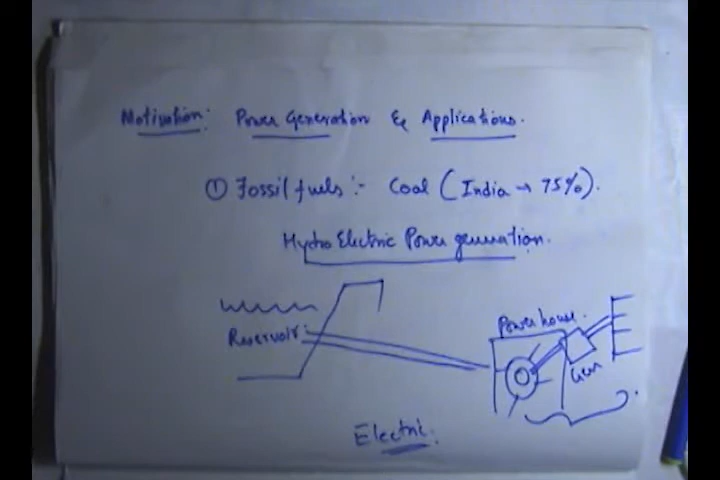 Motivation: Power Generation & Applications.
① Fossil fuels:- Coal (India → 75%).
Hydro Electric Power generation.
Reservoir:
Power house.
Gen
Electric.